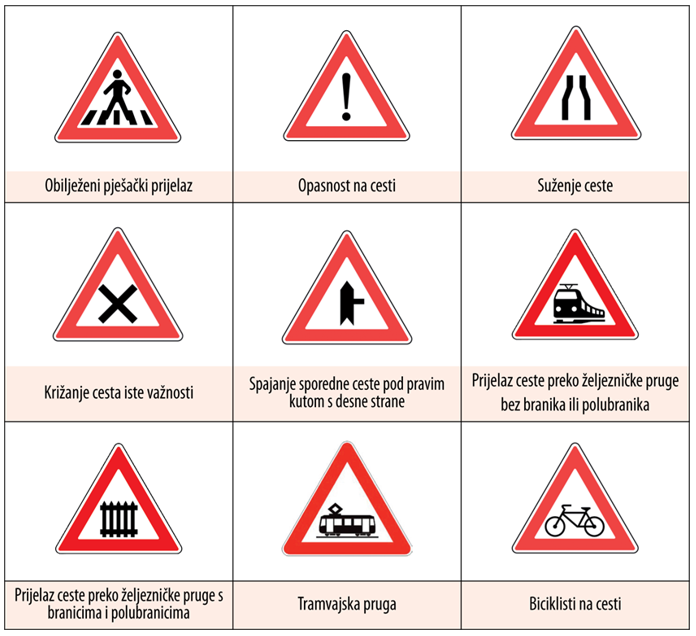 Obilježeni pješački prijelaz
Opasnost na cesti
Suženje ceste
Križanje cesta iste važnosti
Spajanje sporedne ceste pod pravim
kutom s desne strane
Prijelaz ceste preko željezničke pruge
bez branika ili polubranika
Prijelaz ceste preko željezničke pruge s
branicima i polubranicima
Tramvajska pruga
Biciklisti na cesti